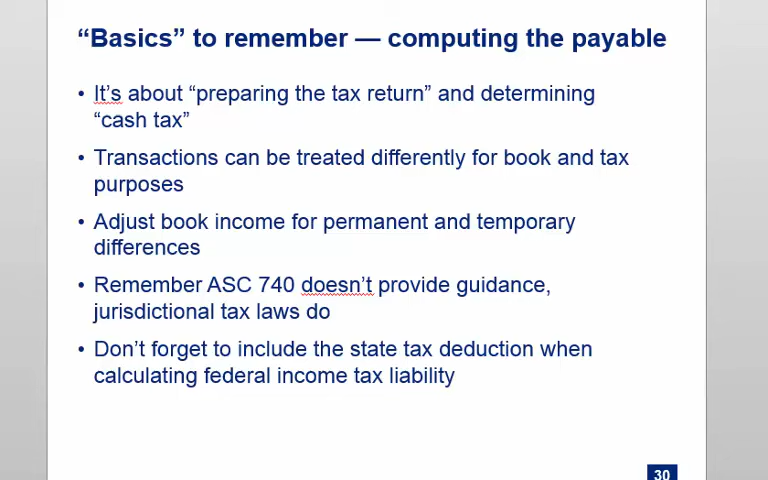 “Basics” to remember — computing the payable
• It’s about “preparing the tax return” and determining
“cash tax”
• Transactions can be treated differently for book and tax
purposes
• Adjust book income for permanent and temporary
differences
• Remember ASC 740 doesn’t provide guidance,
jurisdictional tax laws do
• Don’t forget to include the state tax deduction when
calculating federal income tax liability
30